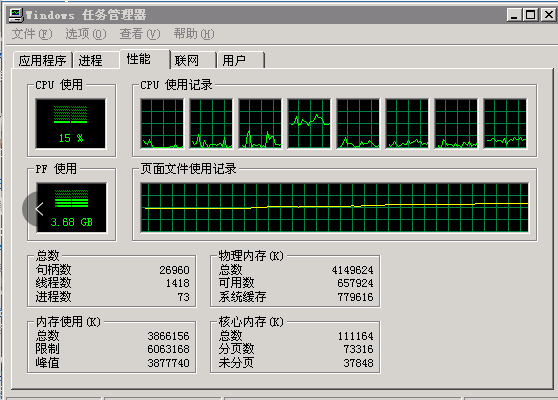 Windows 任务管理器
文件(F) 选项(O) 查看(V) 帮助(H)
应用程序 进程 性能 联网 用户
CPU 使用
15 %
CPU 使用记录
PF 使用
3.68 GB
页面文件使用记录
总数
句柄数 26960
线程数 1418
进程数 73
物理内存(K)
总数 4149624
可用数 657924
系统缓存 779616
内存使用(K)
总数 3866156
限制 6063168
峰值 3877740
核心内存(K)
总数 111164
分页数 73316
未分页 37848